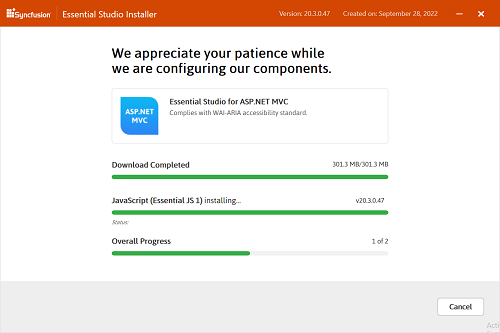 Syncfusion Essential Studio Installer Version: 20.3.0.47 Created on: September 28, 2022
We appreciate your patience while
we are configuring our components.
ASP.NET
MVC
Essential Studio for ASP.NET MVC
Complies with WAI-ARIA accessibility standard.
Download Completed 301.3 MB/301.3 MB
JavaScript (Essential JS 1) installing... v20.3.0.47
Status:
Overall Progress 1 of 2
Cancel
Acti